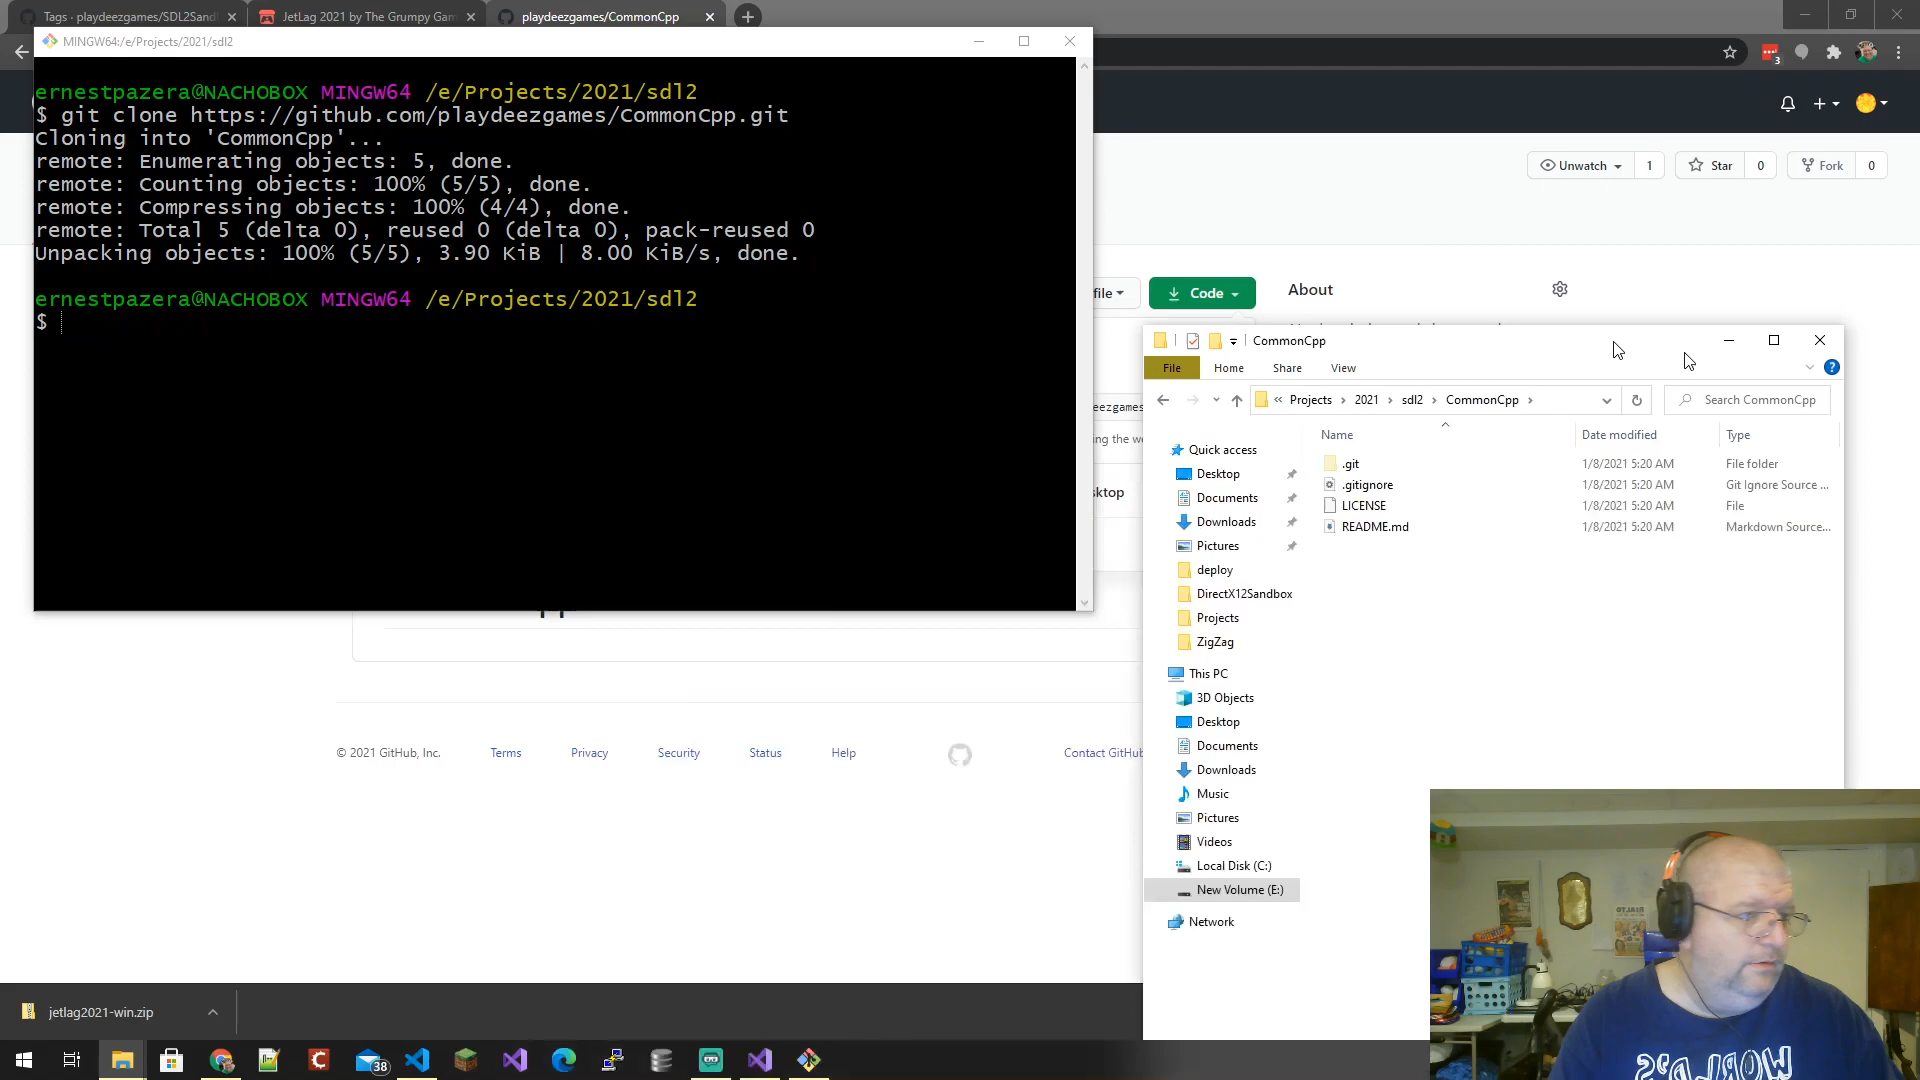 Tags · playdeezgames/SDL2Sand
JetLag 2021 by The Grumpy Gam
playdeezgames/CommonCpp
MINGW64:/e/Projects/2021/sdl2
3
ernestpazera@NACHOBOX MINGW64 /e/Projects/2021/sdl2
$ git clone https://github.com/playdeezgames/CommonCpp.git
Cloning into 'CommonCpp'...
remote: Enumerating objects: 5, done.
remote: Counting objects: 100% (5/5), done.
remote: Compressing objects: 100% (4/4), done.
remote: Total 5 (delta 0), reused 0 (delta 0), pack-reused 0
Unpacking objects: 100% (5/5), 3.90 KiB | 8.00 KiB/s, done.
ernestpazera@NACHOBOX MINGW64 /e/Projects/2021/sdl2
$
Unwatch 1 Star 0 Fork 0
file Code About
CommonCpp
File Home Share View
« Projects > 2021 > sdl2 > CommonCpp > Search CommonCpp
eezgames
ing the we
sktop
Name Date modified Type
.git 1/8/2021 5:20 AM File folder
.gitignore 1/8/2021 5:20 AM Git Ignore Source ...
LICENSE 1/8/2021 5:20 AM File
README.md 1/8/2021 5:20 AM Markdown Source...
Quick access
Desktop
Documents
Downloads
Pictures
deploy
DirectX12Sandbox
Projects
ZigZag
This PC
3D Objects
Desktop
Documents
Downloads
Music
Pictures
Videos
Local Disk (C:)
New Volume (E:)
Network
© 2021 GitHub, Inc. Terms Privacy Security Status Help Contact GitHub
jetlag2021-win.zip
38